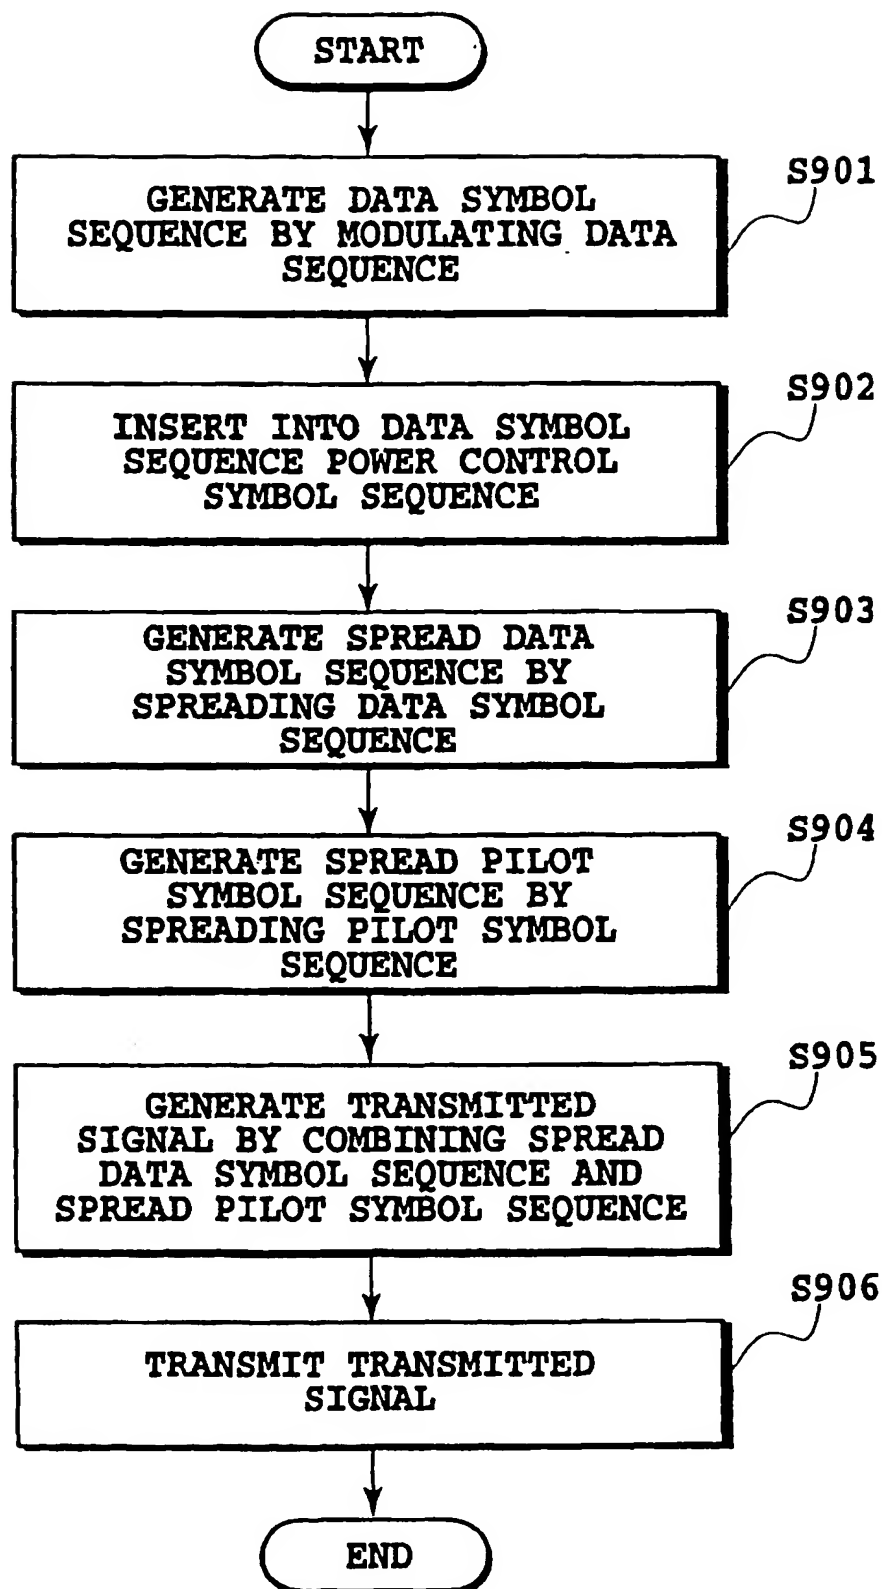 START
S901
GENERATE DATA SYMBOL
SEQUENCE BY MODULATING DATA
SEQUENCE
S902
INSERT INTO DATA SYMBOL
SEQUENCE POWER CONTROL
SYMBOL SEQUENCE
S903
GENERATE SPREAD DATA
SYMBOL SEQUENCE BY
SPREADING DATA SYMBOL
SEQUENCE
S904
GENERATE SPREAD PILOT
SYMBOL SEQUENCE BY
SPREADING PILOT SYMBOL
SEQUENCE
S905
GENERATE TRANSMITTED
SIGNAL BY COMBINING SPREAD
DATA SYMBOL SEQUENCE AND
SPREAD PILOT SYMBOL SEQUENCE
S906
TRANSMIT TRANSMITTED
SIGNAL
END